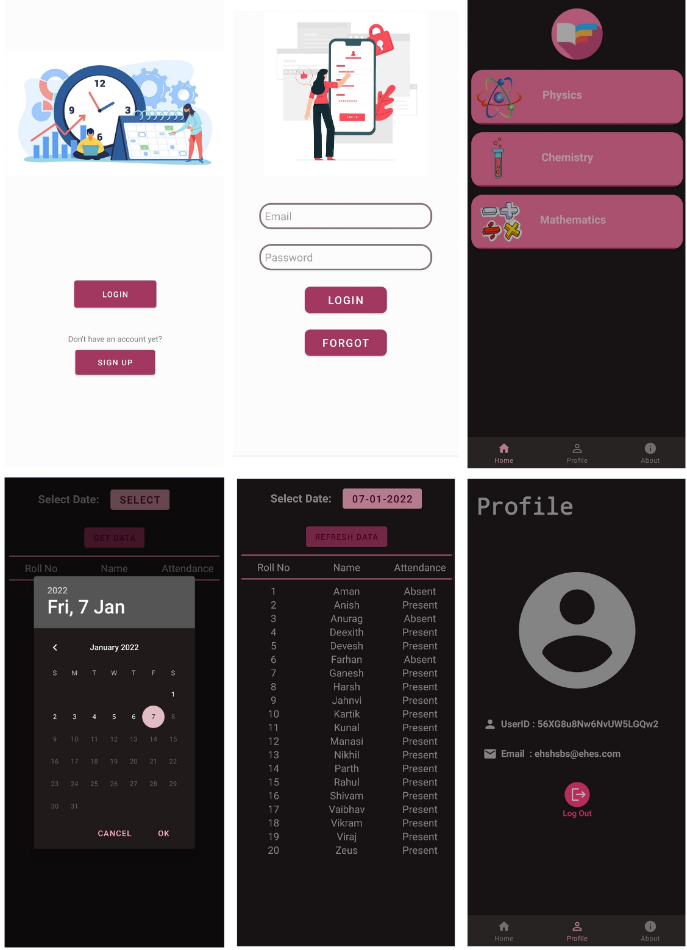 12
9
3
6
LOGIN
Don't have an account yet?
SIGN UP
Email
Password
LOGIN
FORGOT
Physics
Chemistry
Mathematics
Home Profile About
Select Date: SELECT
GET DATA
Roll No Name Attendance
2022
Fri, 7 Jan
January 2022
S M T W T F S
1
2 3 4 5 6 7 8
9 10 11 12 13 14 15
16 17 18 19 20 21 22
23 24 25 26 27 28 29
30 31
CANCEL OK
Select Date: 07-01-2022
REFRESH DATA
Roll No Name Attendance
1 Aman Absent
2 Anish Present
3 Anurag Absent
4 Deexith Present
5 Devesh Present
6 Farhan Absent
7 Ganesh Present
8 Harsh Present
9 Jahnvi Present
10 Kartik Present
11 Kunal Present
12 Manasi Present
13 Nikhil Present
14 Parth Present
15 Rahul Present
16 Shivam Present
17 Vaibhav Present
18 Vikram Present
19 Viraj Present
20 Zeus Present
Profile
UserID : 56XG8u8Nw6NvUW5LGQw2
Email : ehshsbs@ehes.com
Log Out
Home Profile About